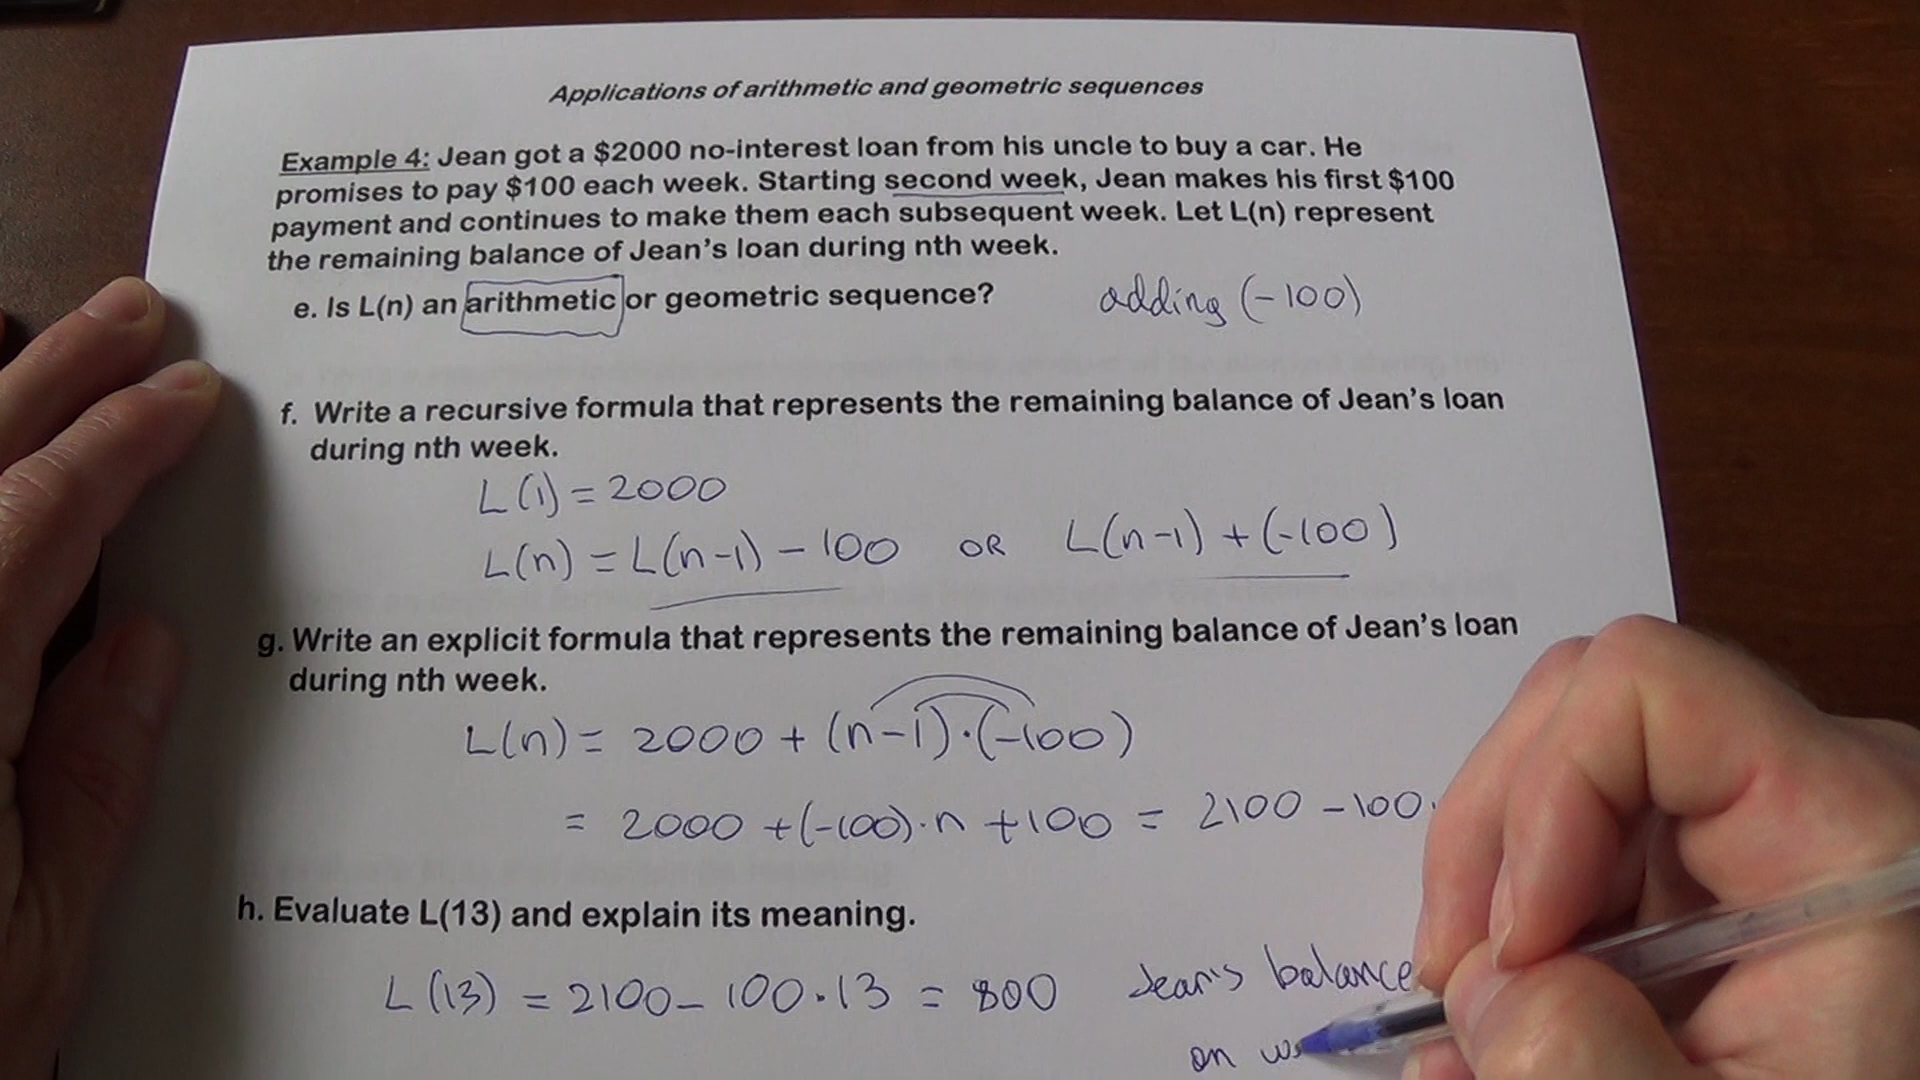 Applications of arithmetic and geometric sequences
Example 4: Jean got a $2000 no-interest loan from his uncle to buy a car. He
promises to pay $100 each week. Starting second week, Jean makes his first $100
payment and continues to make them each subsequent week. Let L(n) represent
the remaining balance of Jean's loan during nth week.
e. Is L(n) an arithmetic or geometric sequence? adding (-100)
f. Write a recursive formula that represents the remaining balance of Jean's loan
during nth week.
L(1) = 2000
L(n) = L(n-1) - 100 OR L(n-1) + (-100)
g. Write an explicit formula that represents the remaining balance of Jean's loan
during nth week.
L(n) = 2000 + (n-1)·(-100)
= 2000 + (-100)·n + 100 = 2100 - 100·
h. Evaluate L(13) and explain its meaning.
L(13) = 2100 - 100·13 = 800 Jean's balance
on